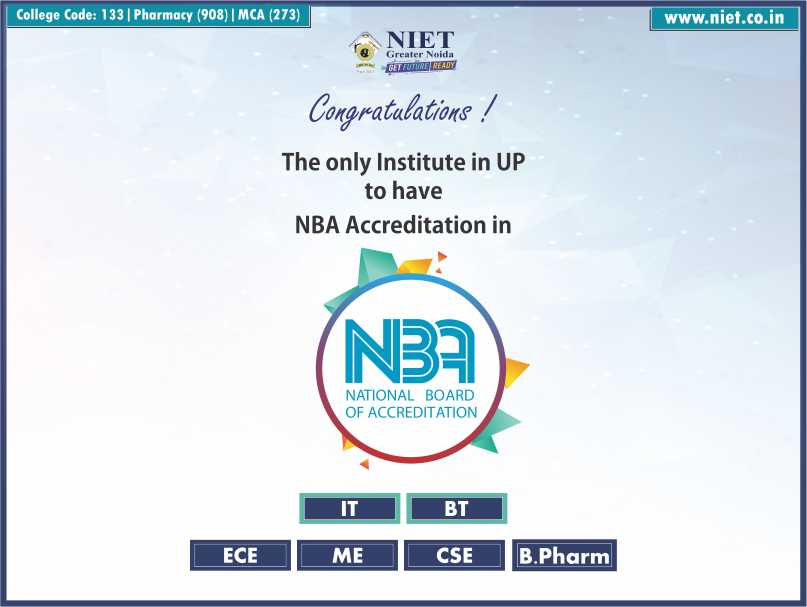 College Code: 133 | Pharmacy (908) | MCA (273)
www.niet.co.in
NIET
Greater Noida
GET FUTURE READY
Congratulations !
The only Institute in UP
to have
NBA Accreditation in
NBA
NATIONAL BOARD
OF ACCREDITATION
IT BT
ECE ME CSE B.Pharm